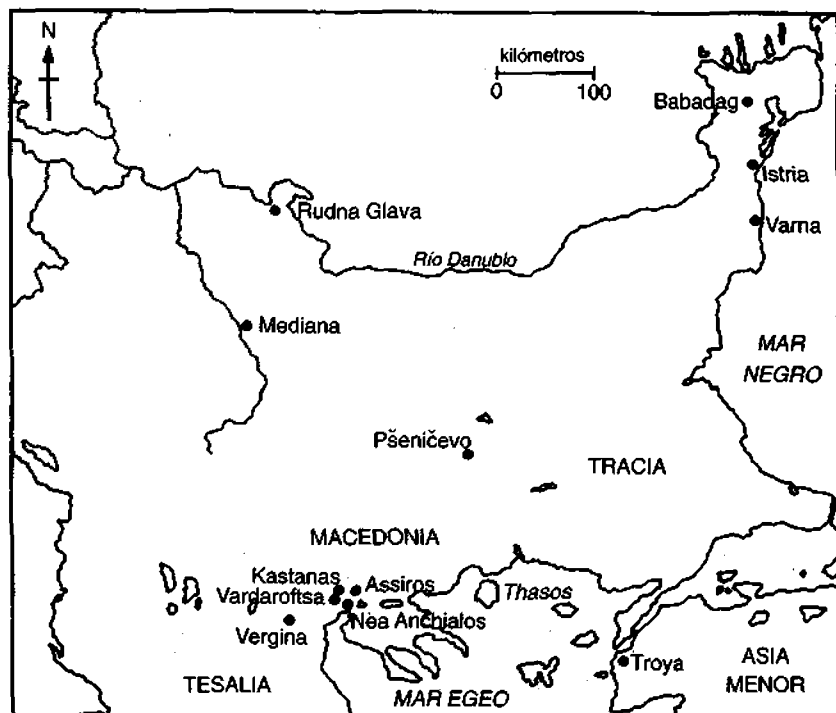 N
kilómetros
0 100
Babadag
Istria
Rudna Glava
Varna
Río Danublo
Mediana
MAR
NEGRO
Pšeničevo
TRACIA
MACEDONIA
Kastanas
Assiros
Thasos
Vardaroftsa
Nea Anchialos
Vergina
Troya
ASIA
MENOR
TESALIA
MAR EGEO